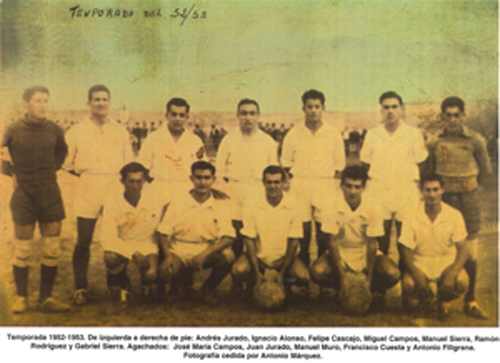 TEMPORADA DEL 52/53
Temporada 1952-1953. De izquierda a derecha de pie: Andrés Jurado, Ignacio Alonso, Felipe Cascajo, Miguel Campos, Manuel Sierra, Ramón
Rodríguez y Gabriel Sierra. Agachados: José María Campos, Juan Jurado, Manuel Muro, Francisco Cuesta y Antonio Filigrana.
Fotografía cedida por Antonio Márquez.